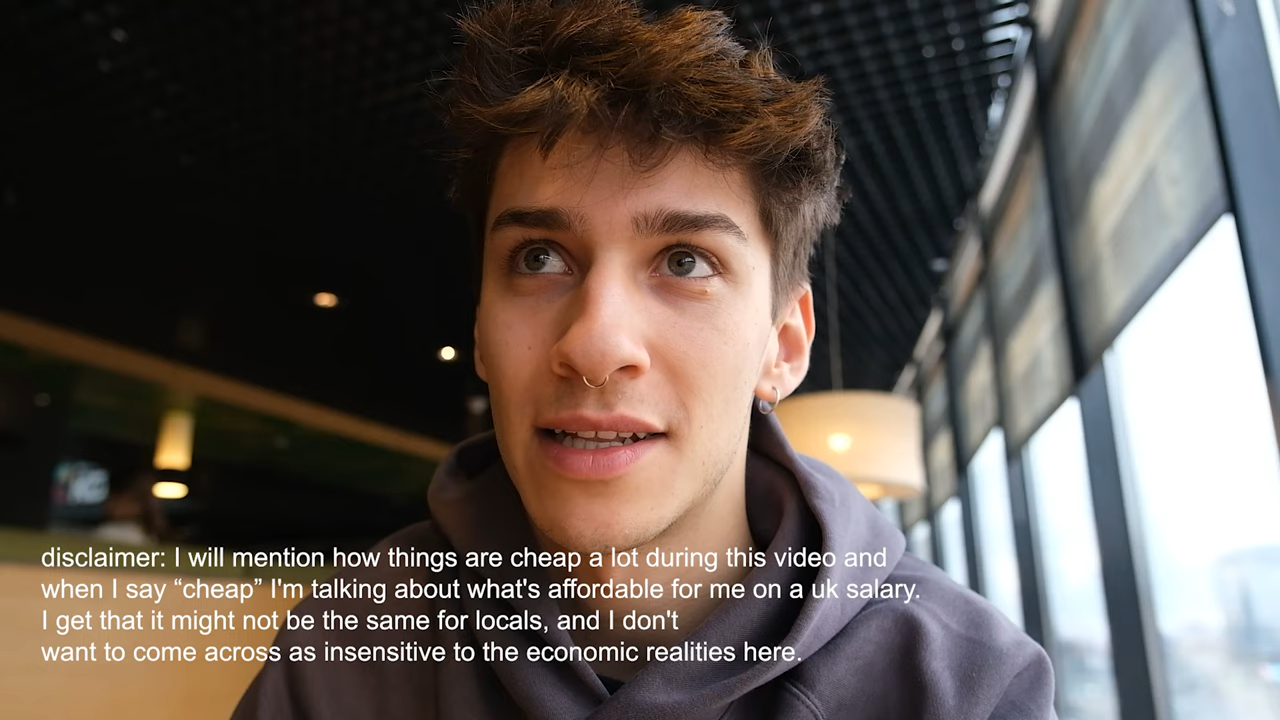 disclaimer: I will mention how things are cheap a lot during this video and
when I say “cheap” I'm talking about what's affordable for me on a uk salary.
I get that it might not be the same for locals, and I don't
want to come across as insensitive to the economic realities here.